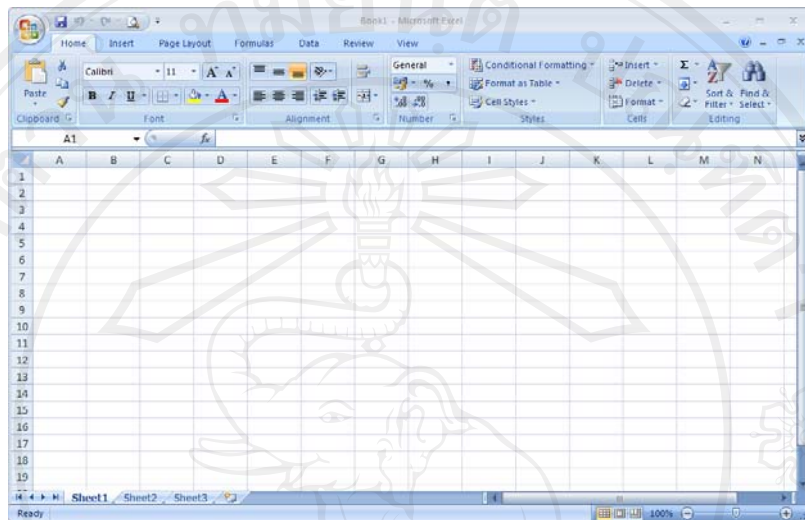 Book1 - Microsoft Excel
Home Insert Page Layout Formulas Data Review View
Paste
Calibri 11 A A
B I U A
General
% ,
Conditional Formatting
Format as Table
Cell Styles
Insert
Delete
Format
Σ
Sort & Filter
Find & Select
Clipboard Font Alignment Number Styles Cells Editing
A1 fx
A B C D E F G H I J K L M N
1
2
3
4
5
6
7
8
9
10
11
12
13
14
15
16
17
18
19
Sheet1 Sheet2 Sheet3
Ready 100%